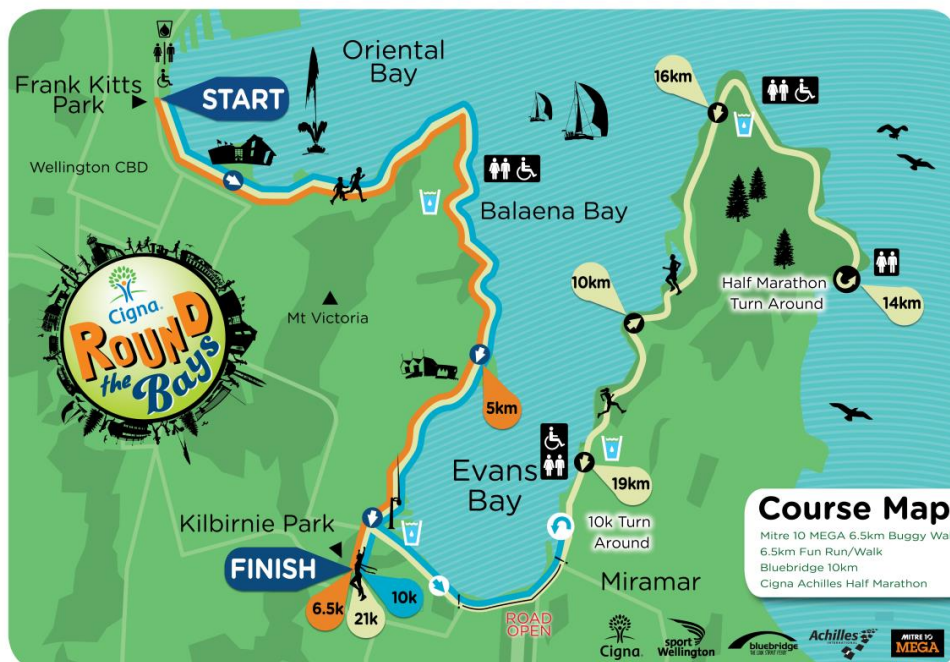 Frank Kitts
Park
START
Oriental
Bay
Wellington CBD
Balaena Bay
Mt Victoria
16km
10km
Half Marathon
Turn Around
14km
Cigna
ROUND
the
Bays
5km
Evans
Bay
19km
10k Turn
Around
Kilbirnie Park
FINISH
6.5k
21k
10k
ROAD
OPEN
Miramar
Course Map
Mitre 10 MEGA 6.5km Buggy Wa
6.5km Fun Run/Walk
Bluebridge 10km
Cigna Achilles Half Marathon
Cigna
sport
Wellington
bluebridge
Achilles
INTERNATIONAL
MITRE 10
MEGA